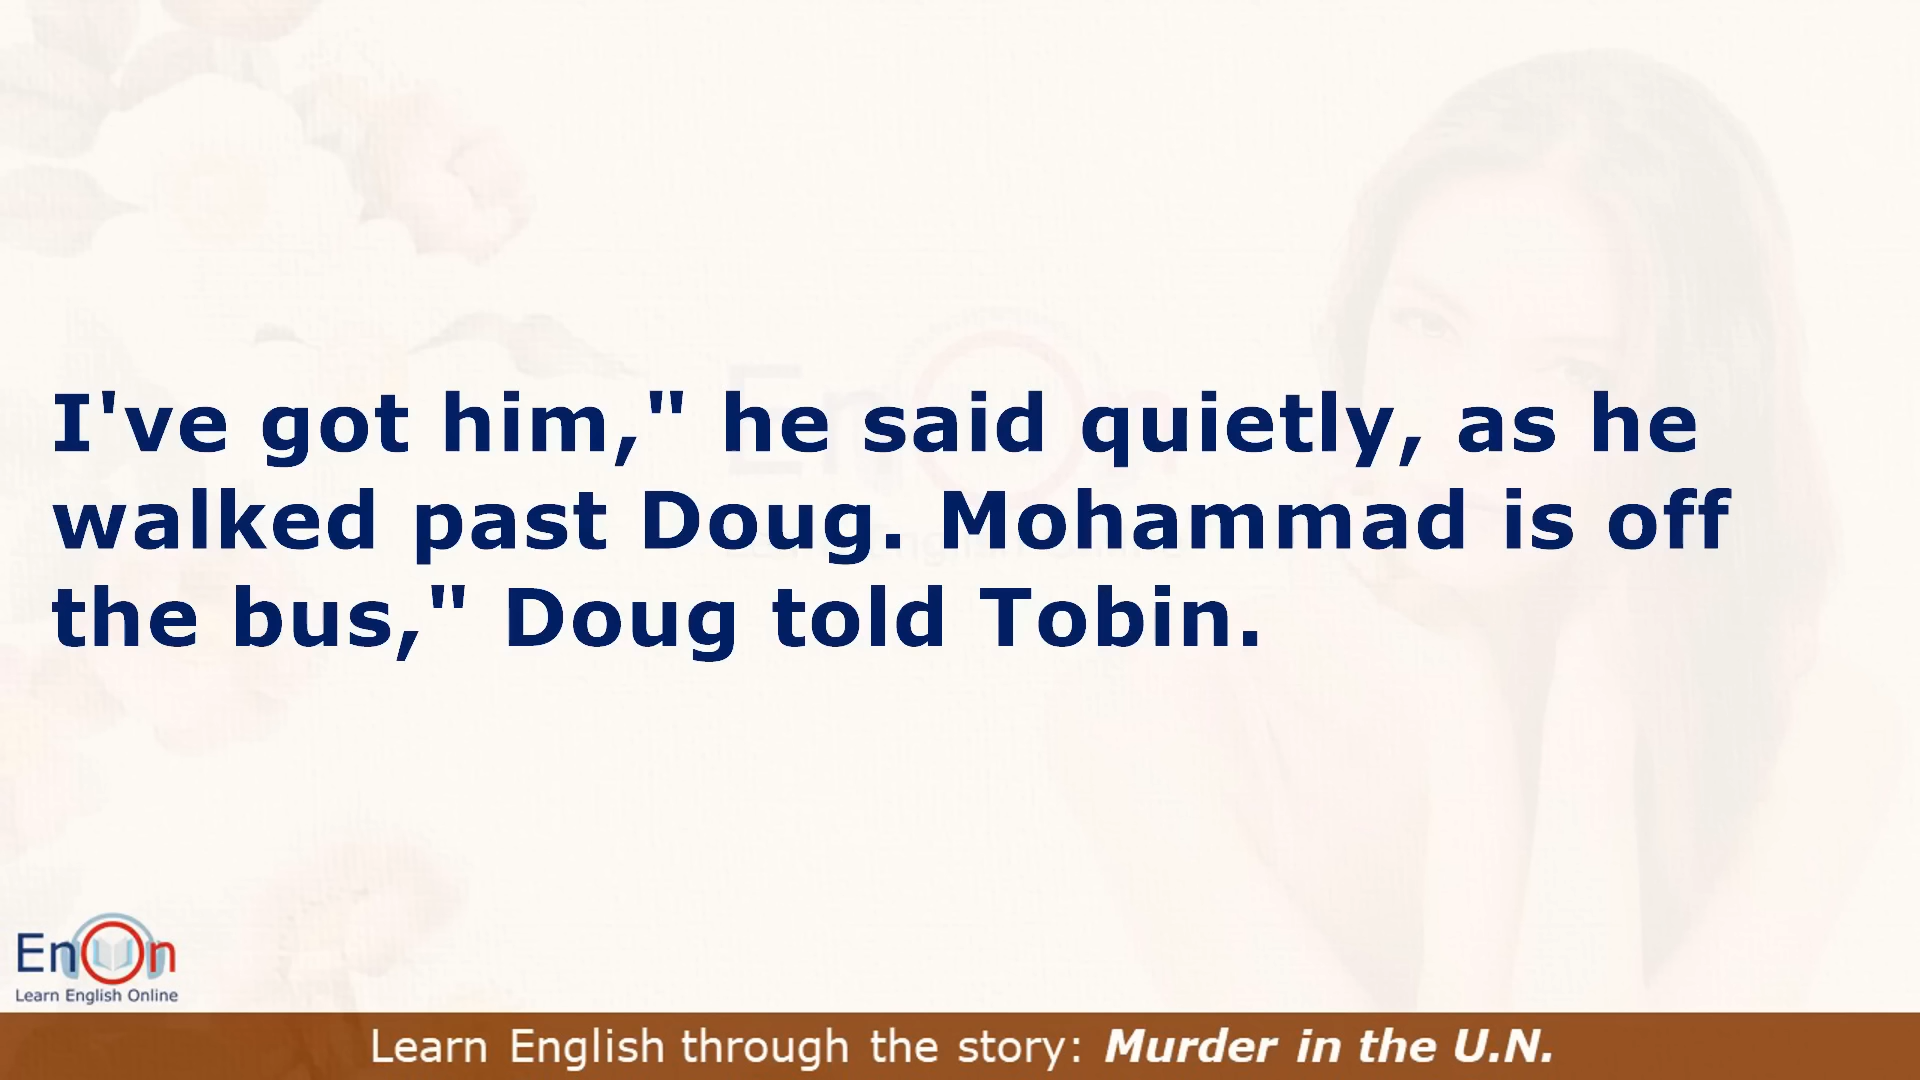 I've got him," he said quietly, as he
walked past Doug. Mohammad is off
the bus," Doug told Tobin.
EnOn
Learn English Online
Learn English through the story: Murder in the U.N.